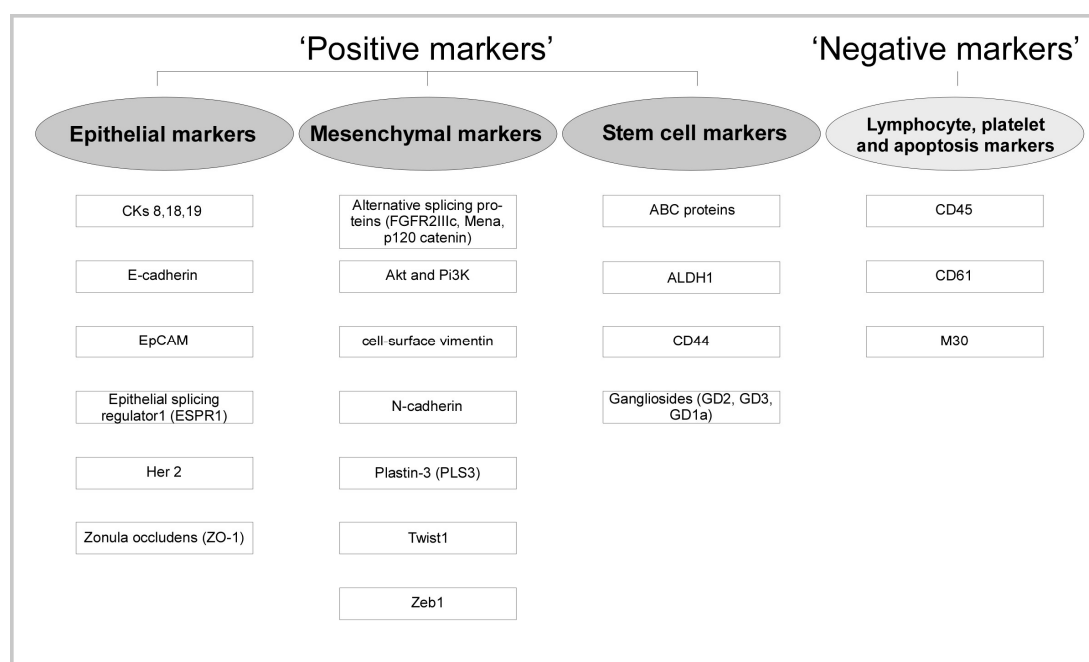 ‘Positive markers’
‘Negative markers’
Epithelial markers
Mesenchymal markers
Stem cell markers
Lymphocyte, platelet
and apoptosis markers
CKs 8,18,19
E-cadherin
EpCAM
Epithelial splicing
regulator1 (ESPR1)
Her 2
Zonula occludens (ZO-1)
Alternative splicing pro-
teins (FGFR2IIIc, Mena,
p120 catenin)
Akt and Pi3K
cell-surface vimentin
N-cadherin
Plastin-3 (PLS3)
Twist1
Zeb1
ABC proteins
ALDH1
CD44
Gangliosides (GD2, GD3,
GD1a)
CD45
CD61
M30